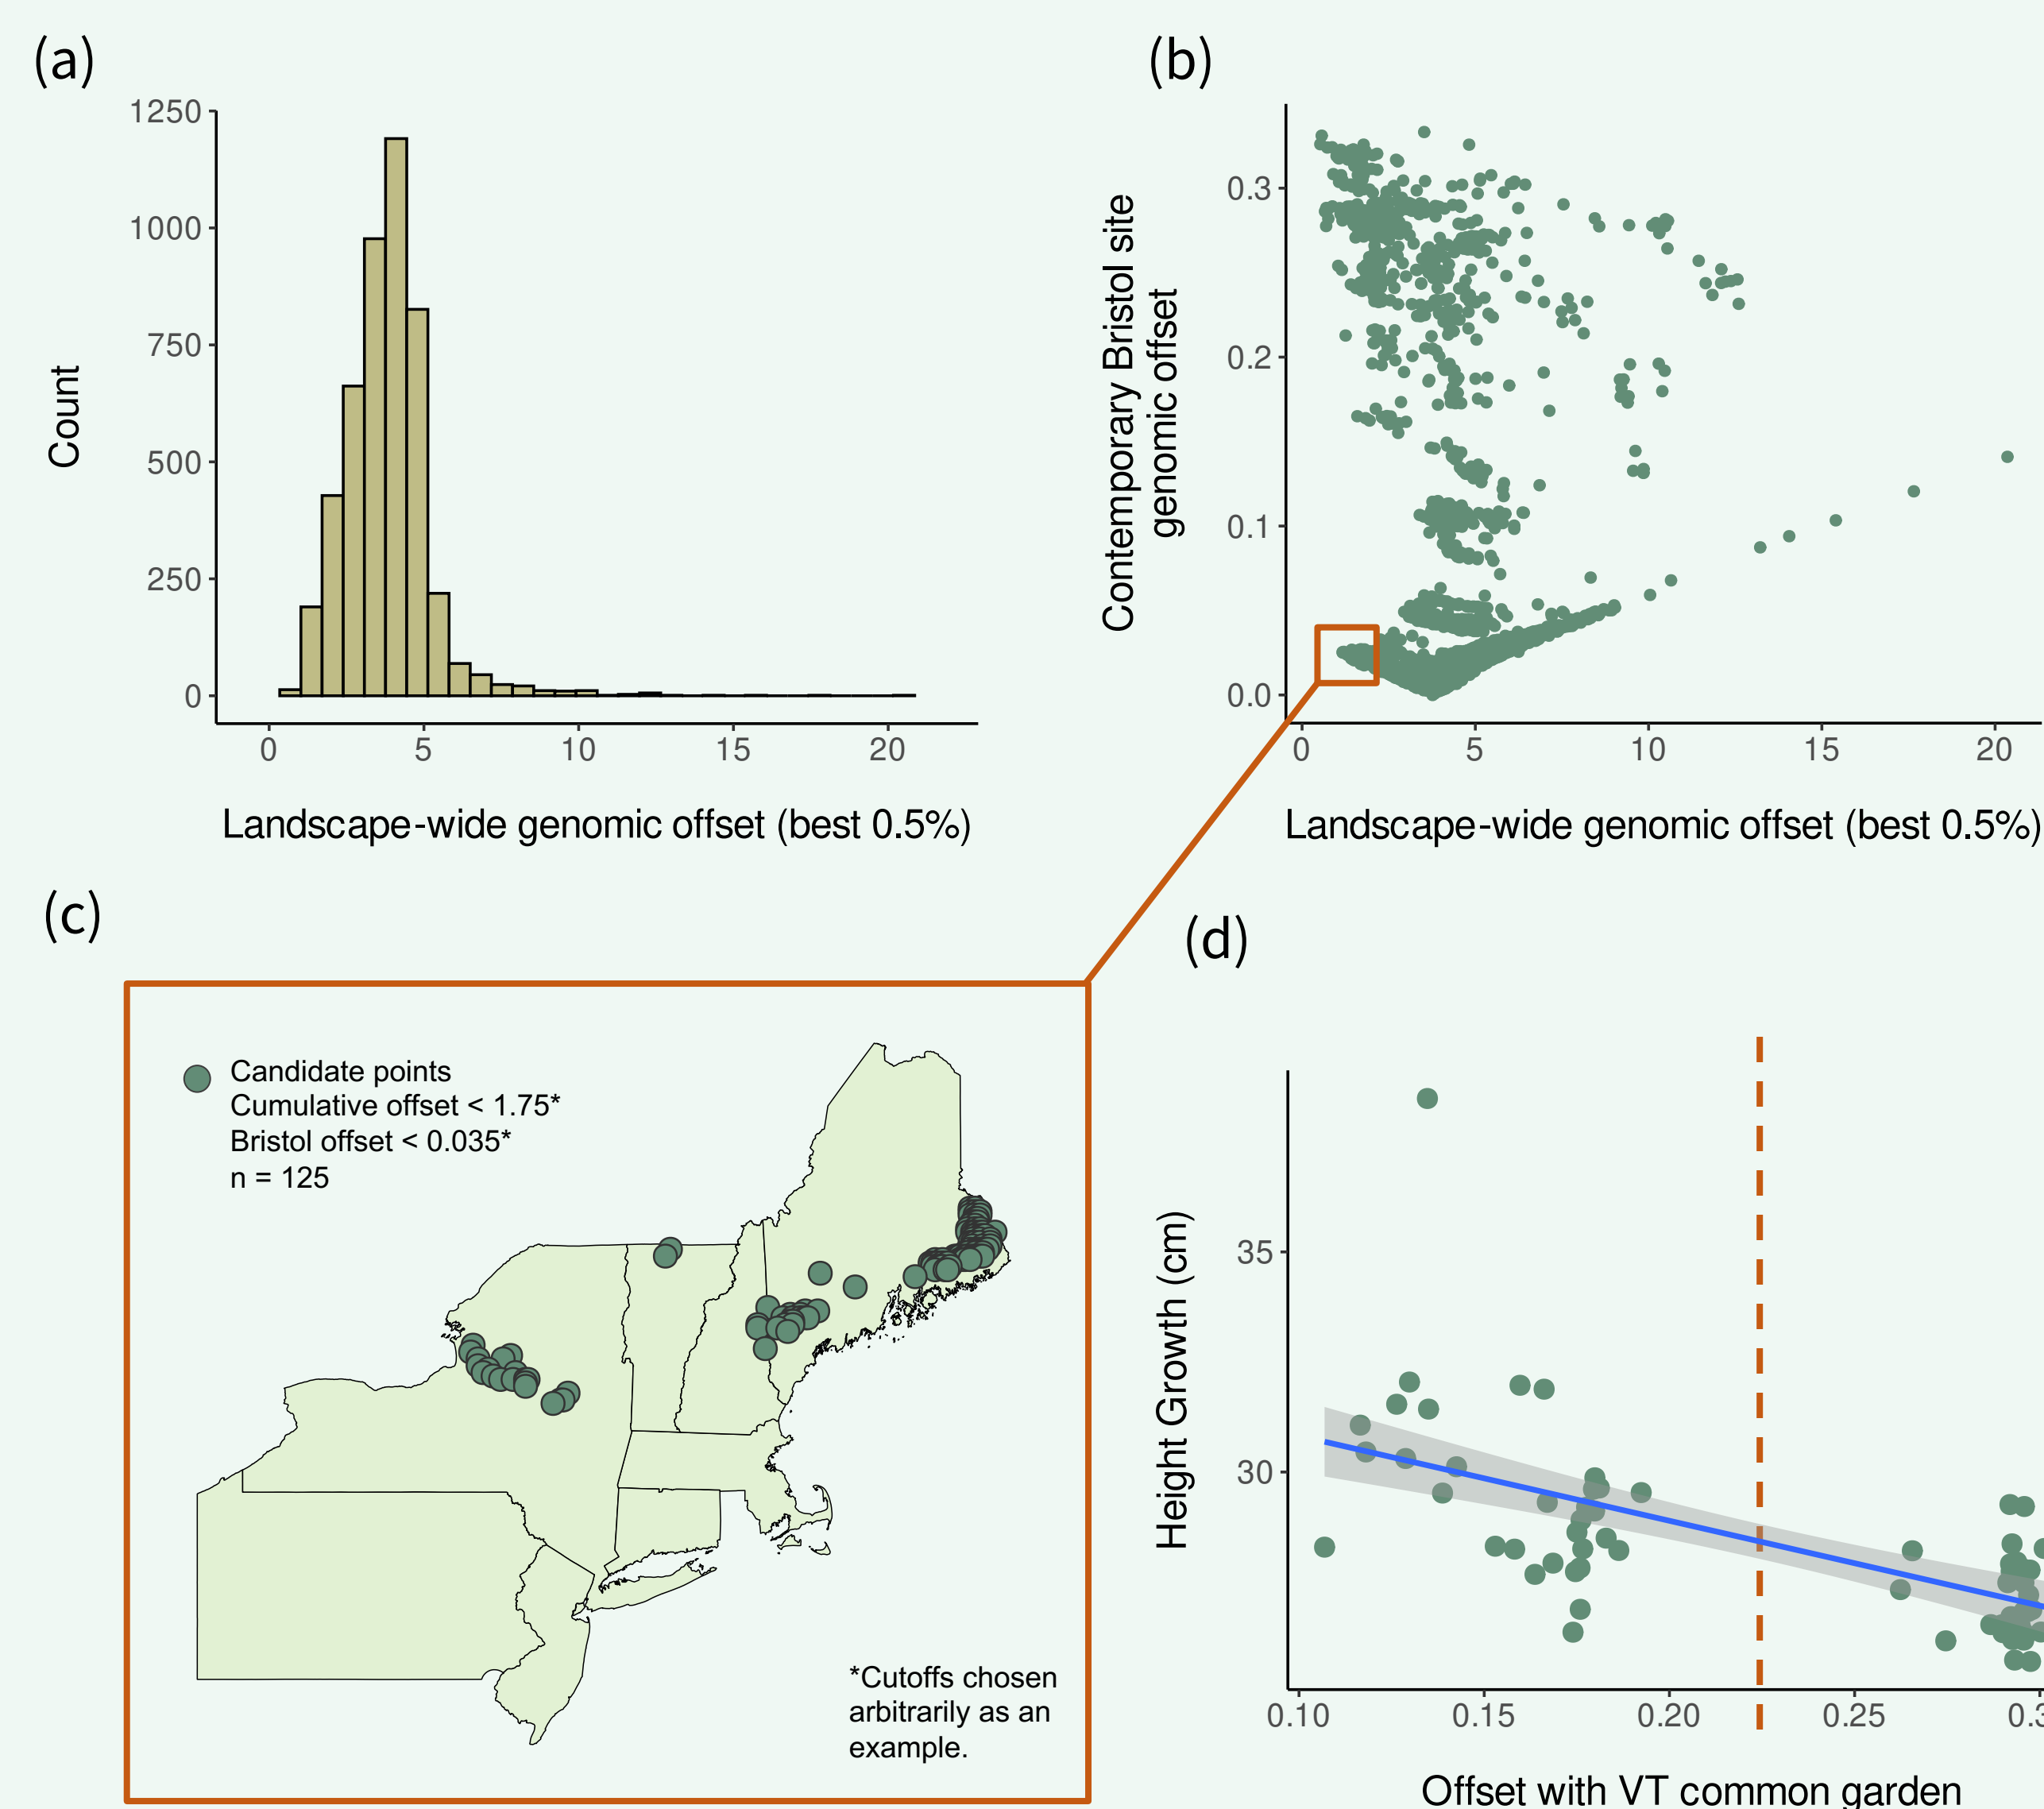 (a)
1250
1000
750
500
250
0
Count
0 5 10 15 20
Landscape-wide genomic offset (best 0.5%)
(b)
0.3
0.2
0.1
0.0
Contemporary Bristol site
genomic offset
0 5 10 15 20
Landscape-wide genomic offset (best 0.5%)
(c)
Candidate points
Cumulative offset < 1.75*
Bristol offset < 0.035*
n = 125
*Cutoffs chosen
arbitrarily as an
example.
(d)
35
30
Height Growth (cm)
0.10 0.15 0.20 0.25 0.3
Offset with VT common garden